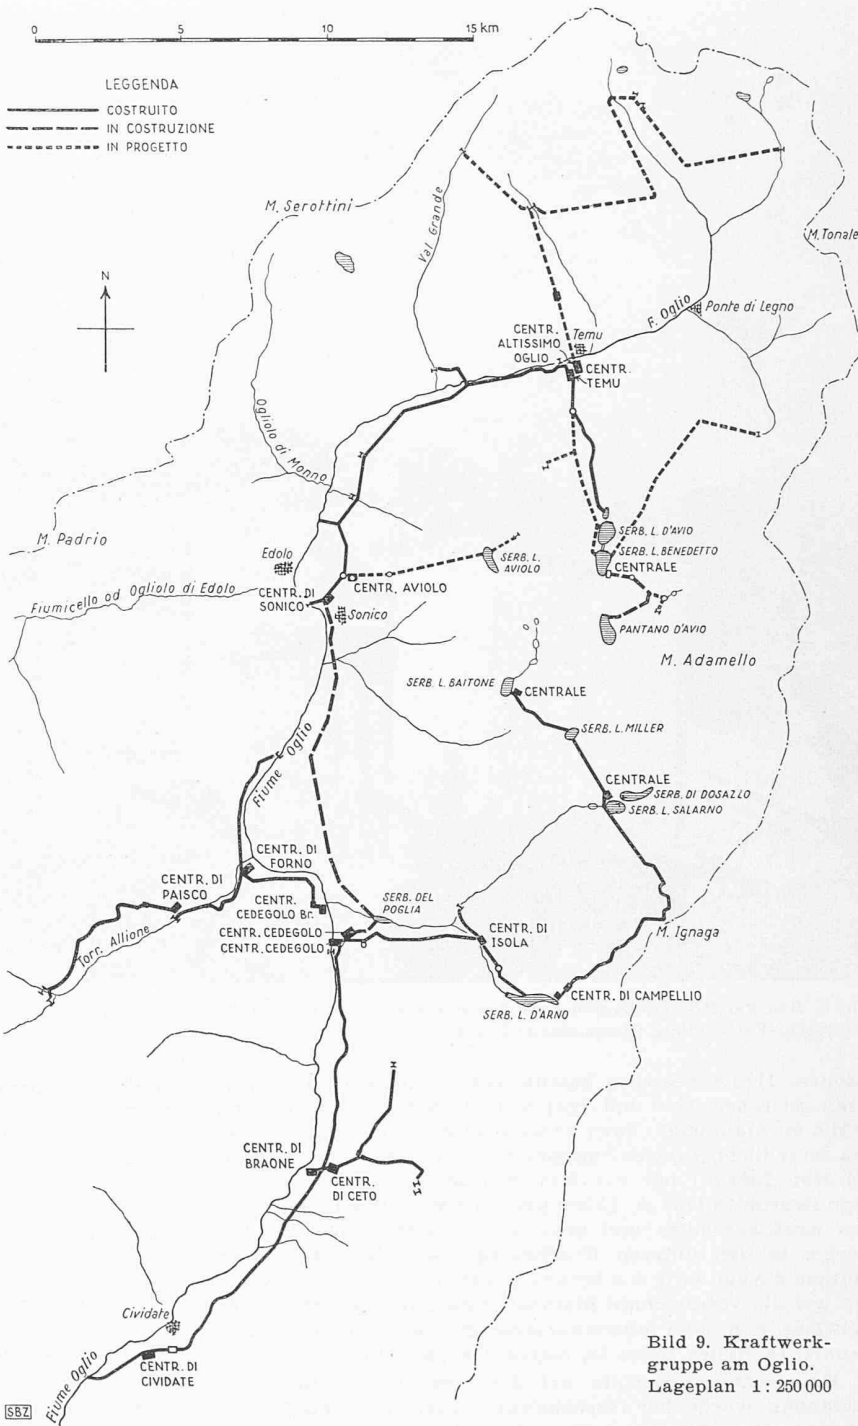 0 5 10 15 km
LEGGENDA
COSTRUITO
IN COSTRUZIONE
IN PROGETTO
M. Serottini
Val Grande
M. Tonale
N
F. Oglio
Ponte di Legno
CENTR.
ALTISSIMO
OGLIO
Temu
CENTR.
TEMU
Ogliolo di Monno
M. Padrio
Edolo
SERB. L. D'AVIO
SERB. L. BENEDETTO
CENTRALE
SERB. L.
AVIOLO
CENTR. AVIOLO
Fiumicello od Ogliolo di Edolo
CENTR. DI
SONICO
Sonico
PANTANO D'AVIO
M. Adamello
SERB. L. BAITONE
CENTRALE
SERB. L. MILLER
Fiume Oglio
CENTRALE
SERB. DI DOSAZZO
SERB. L. SALARNO
CENTR. DI
FORNO
CENTR. DI
PAISCO
CENTR.
CEDEGOLO Br.
SERB. DEL
POGLIA
CENTR. CEDEGOLO
CENTR. CEDEGOLO
CENTR. DI
ISOLA
M. Ignaga
Torr. Allione
CENTR. DI CAMPELLIO
SERB. L. D'ARNO
CENTR. DI
BRAONE
CENTR.
DI CETO
Cividate
CENTR. DI
CIVIDATE
Fiume Oglio
Bild 9. Kraftwerk-
gruppe am Oglio.
Lageplan 1 : 250 000
SBZ